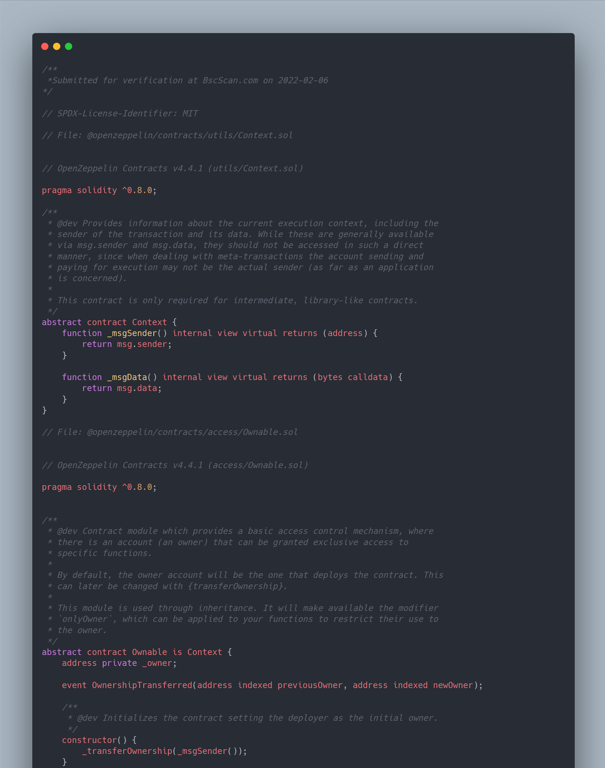 /**
 *Submitted for verification at BscScan.com on 2022-02-06
*/

// SPDX-License-Identifier: MIT

// File: @openzeppelin/contracts/utils/Context.sol


// OpenZeppelin Contracts v4.4.1 (utils/Context.sol)

pragma solidity ^0.8.0;

/**
 * @dev Provides information about the current execution context, including the
 * sender of the transaction and its data. While these are generally available
 * via msg.sender and msg.data, they should not be accessed in such a direct
 * manner, since when dealing with meta-transactions the account sending and
 * paying for execution may not be the actual sender (as far as an application
 * is concerned).
 *
 * This contract is only required for intermediate, library-like contracts.
 */
abstract contract Context {
    function _msgSender() internal view virtual returns (address) {
        return msg.sender;
    }

    function _msgData() internal view virtual returns (bytes calldata) {
        return msg.data;
    }
}

// File: @openzeppelin/contracts/access/Ownable.sol


// OpenZeppelin Contracts v4.4.1 (access/Ownable.sol)

pragma solidity ^0.8.0;


/**
 * @dev Contract module which provides a basic access control mechanism, where
 * there is an account (an owner) that can be granted exclusive access to
 * specific functions.
 *
 * By default, the owner account will be the one that deploys the contract. This
 * can later be changed with {transferOwnership}.
 *
 * This module is used through inheritance. It will make available the modifier
 * `onlyOwner`, which can be applied to your functions to restrict their use to
 * the owner.
 */
abstract contract Ownable is Context {
    address private _owner;

    event OwnershipTransferred(address indexed previousOwner, address indexed newOwner);

    /**
     * @dev Initializes the contract setting the deployer as the initial owner.
     */
    constructor() {
        _transferOwnership(_msgSender());
    }